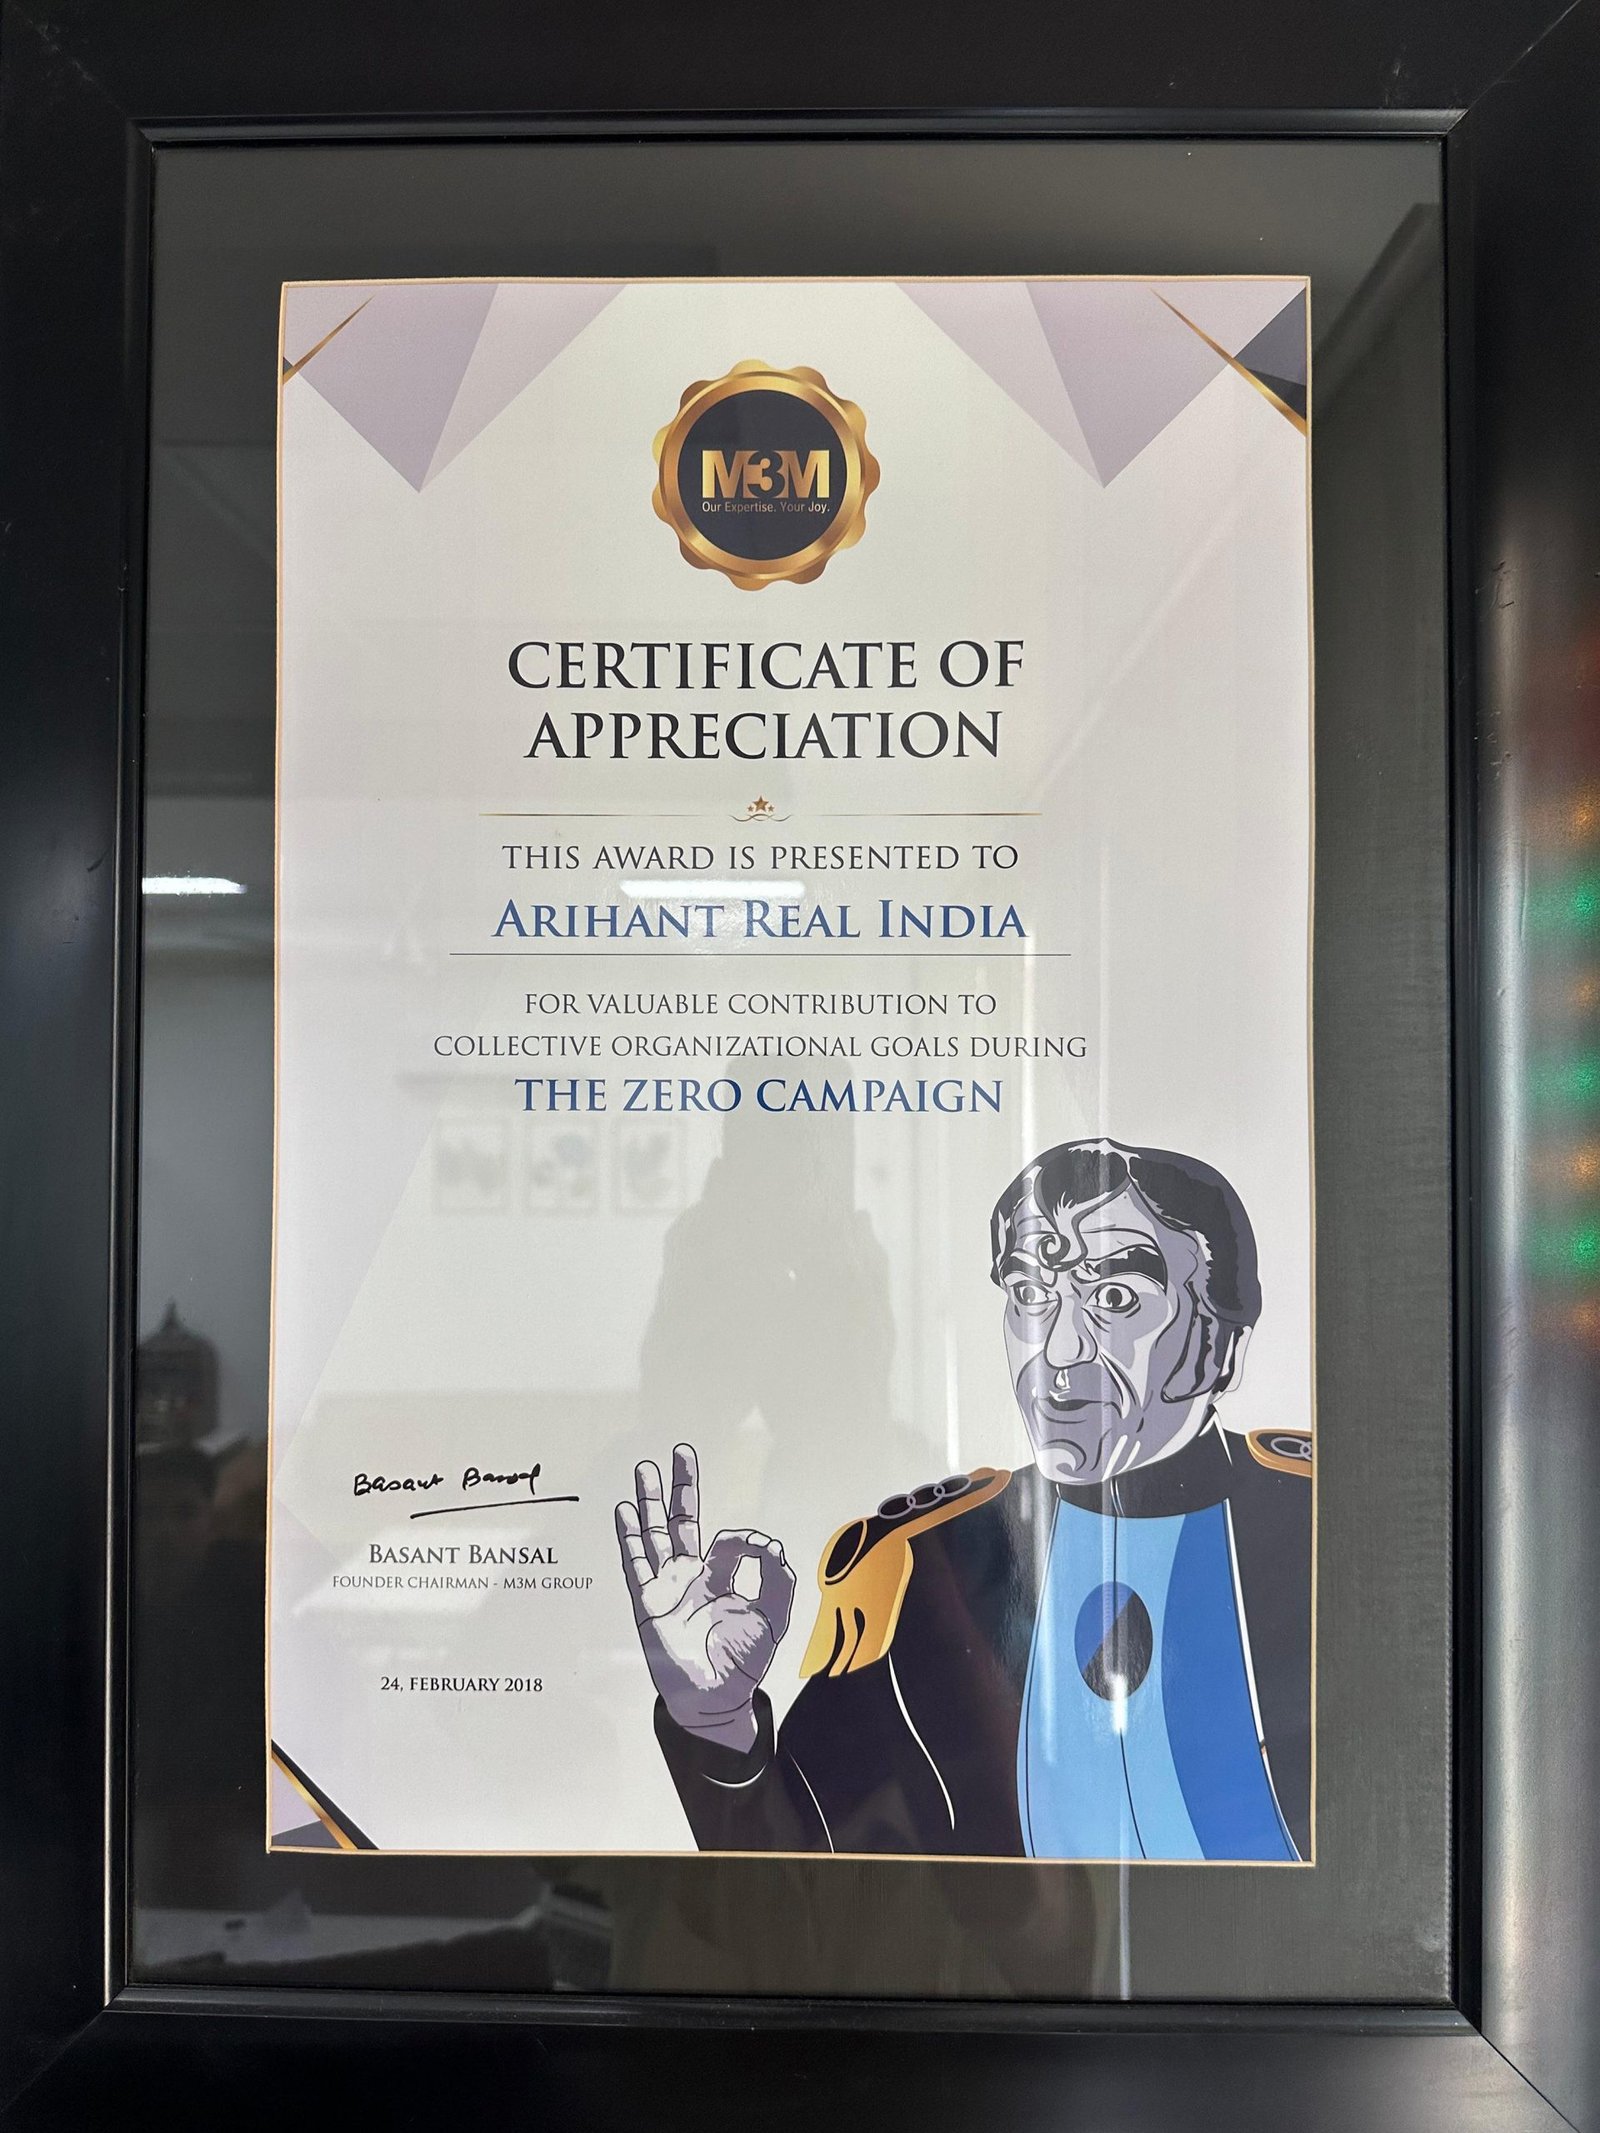 M3M
Our Expertise. Your Joy.
CERTIFICATE OF
APPRECIATION
THIS AWARD IS PRESENTED TO
ARIHANT REAL INDIA
FOR VALUABLE CONTRIBUTION TO
COLLECTIVE ORGANIZATIONAL GOALS DURING
THE ZERO CAMPAIGN
Basant Bansal
BASANT BANSAL
FOUNDER CHAIRMAN - M3M GROUP
24, FEBRUARY 2018